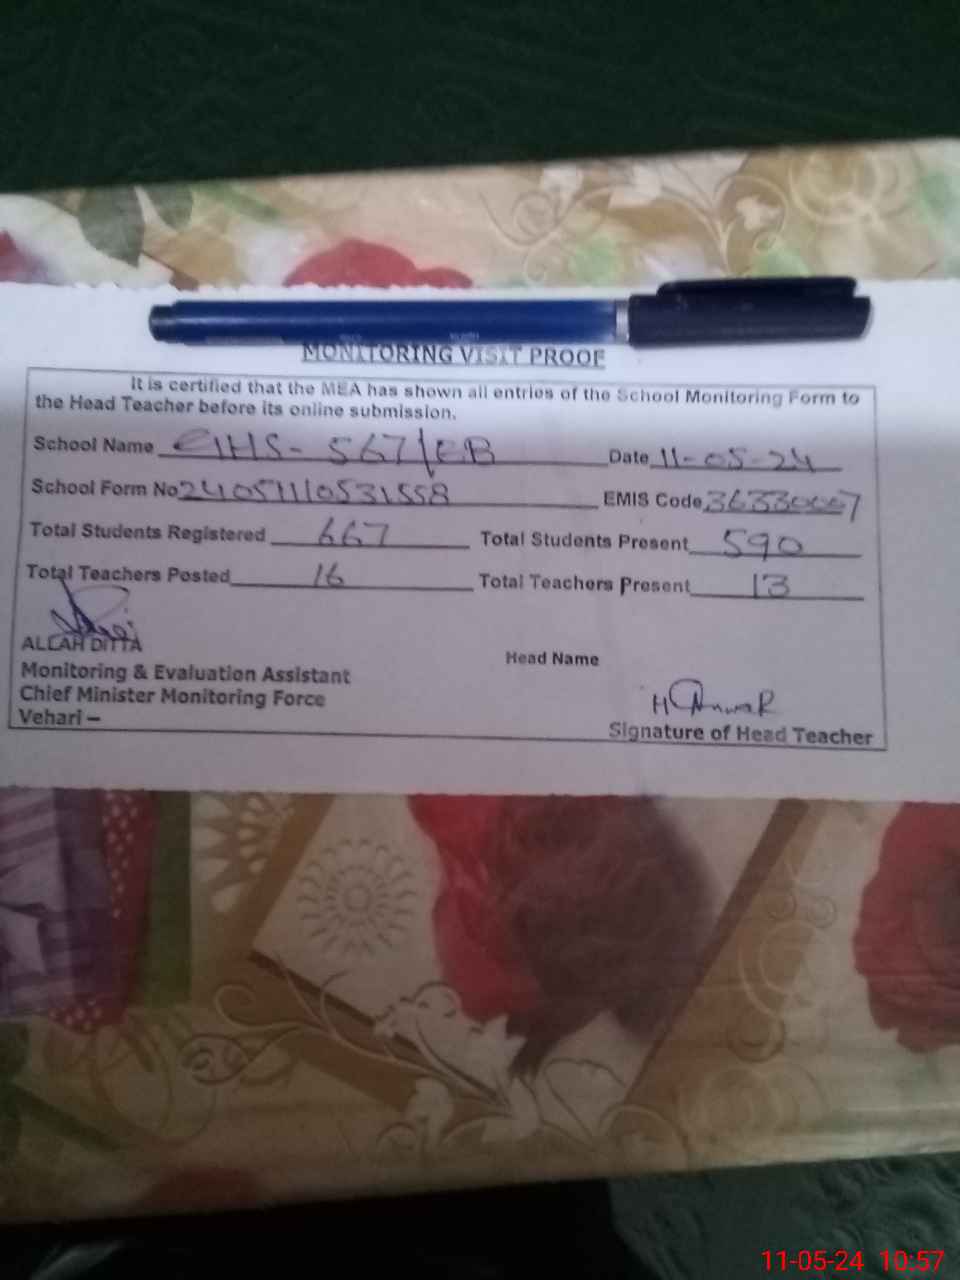 MONITORING VISIT PROOF
It is certified that the MEA has shown all entries of the School Monitoring Form to
the Head Teacher before its online submission.
School Name GHS- 567/EB Date 11-05-24
School Form No 24051110531558 EMIS Code 36330007
Total Students Registered 667 Total Students Present 590
Total Teachers Posted 16 Total Teachers Present 13
ALLAH DITTA
Monitoring & Evaluation Assistant Head Name
Chief Minister Monitoring Force
Vehari – Signature of Head Teacher
11-05-24 10:57